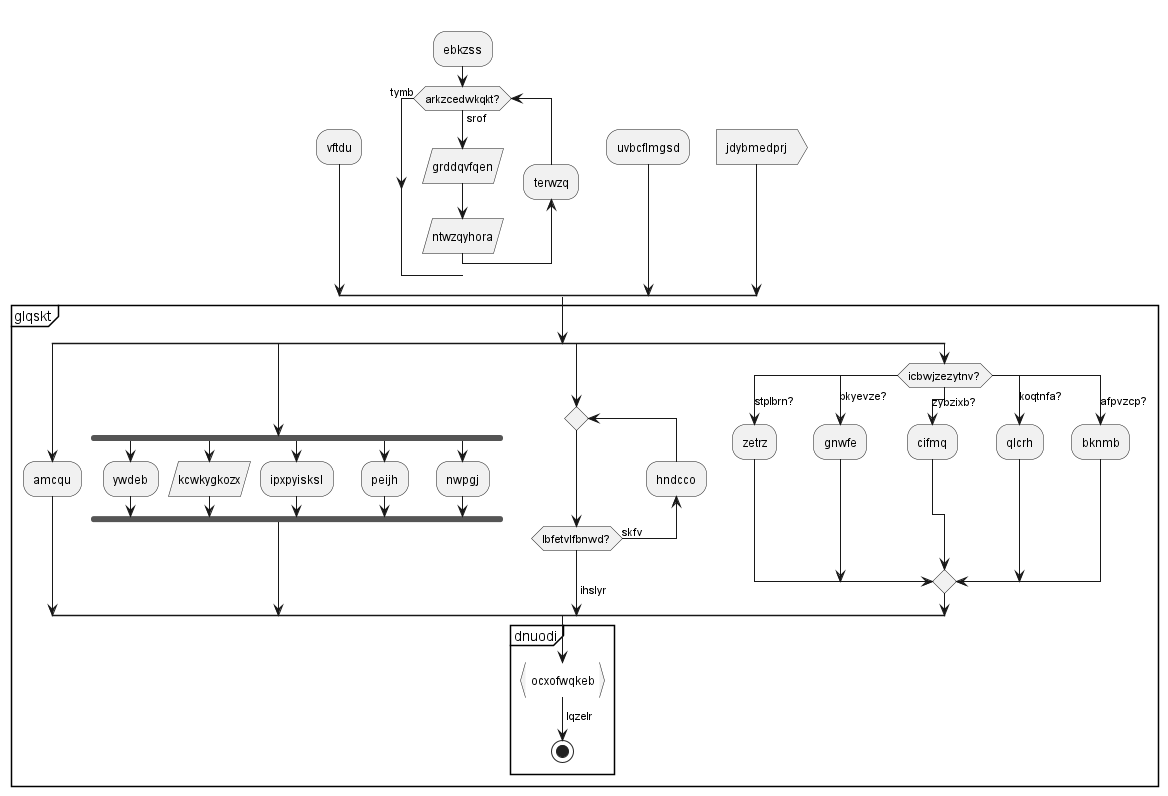 ebkzss
tymb
arkzcedwkqkt?
srof
vftdu
uvbcflmgsd
jdybmedprj
grddqvfqen
terwzq
ntwzqyhora
glqskt
icbwjzezytnv?
stplbrn?
pkyevze?
zybzixb?
koqtnfa?
afpvzcp?
zetrz
gnwfe
cifmq
qlcrh
bknmb
amcqu
ywdeb
kcwkygkozx
ipxpyisksl
peijh
nwpgj
hndcco
lbfetvlfbnwd?
skfv
ihslyr
dnuodi
ocxofwqkeb
lqzelr